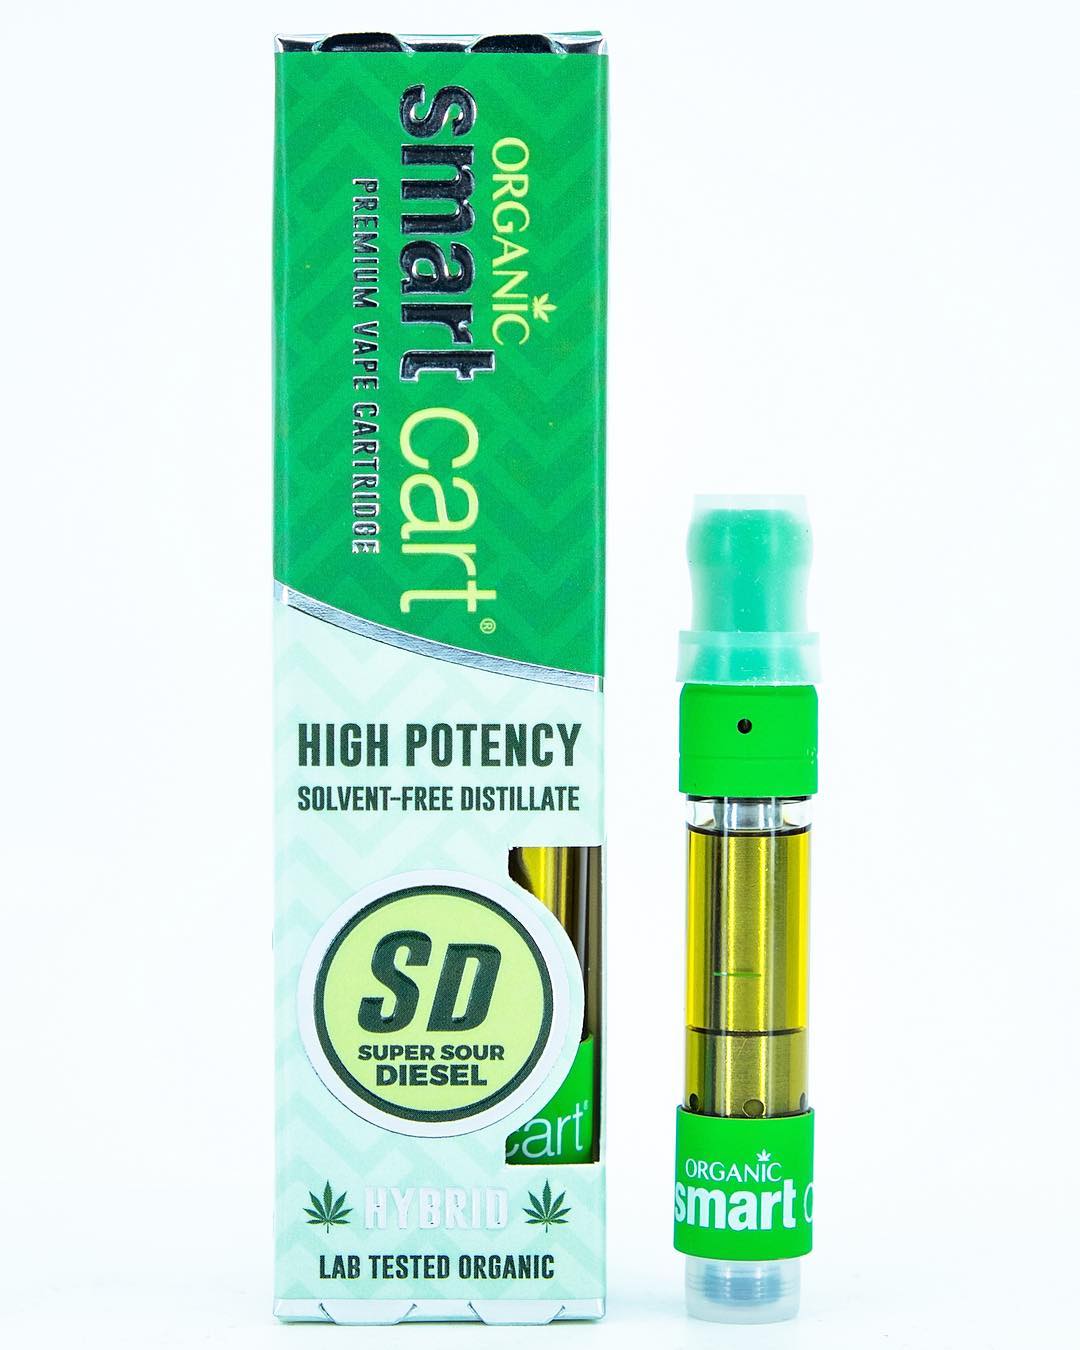 ORGANIC
smart cart®
PREMIUM VAPE CARTRIDGE
HIGH POTENCY
SOLVENT-FREE DISTILLATE
SD
SUPER SOUR
DIESEL
cart®
HYBRID
LAB TESTED ORGANIC
ORGANIC
smart c